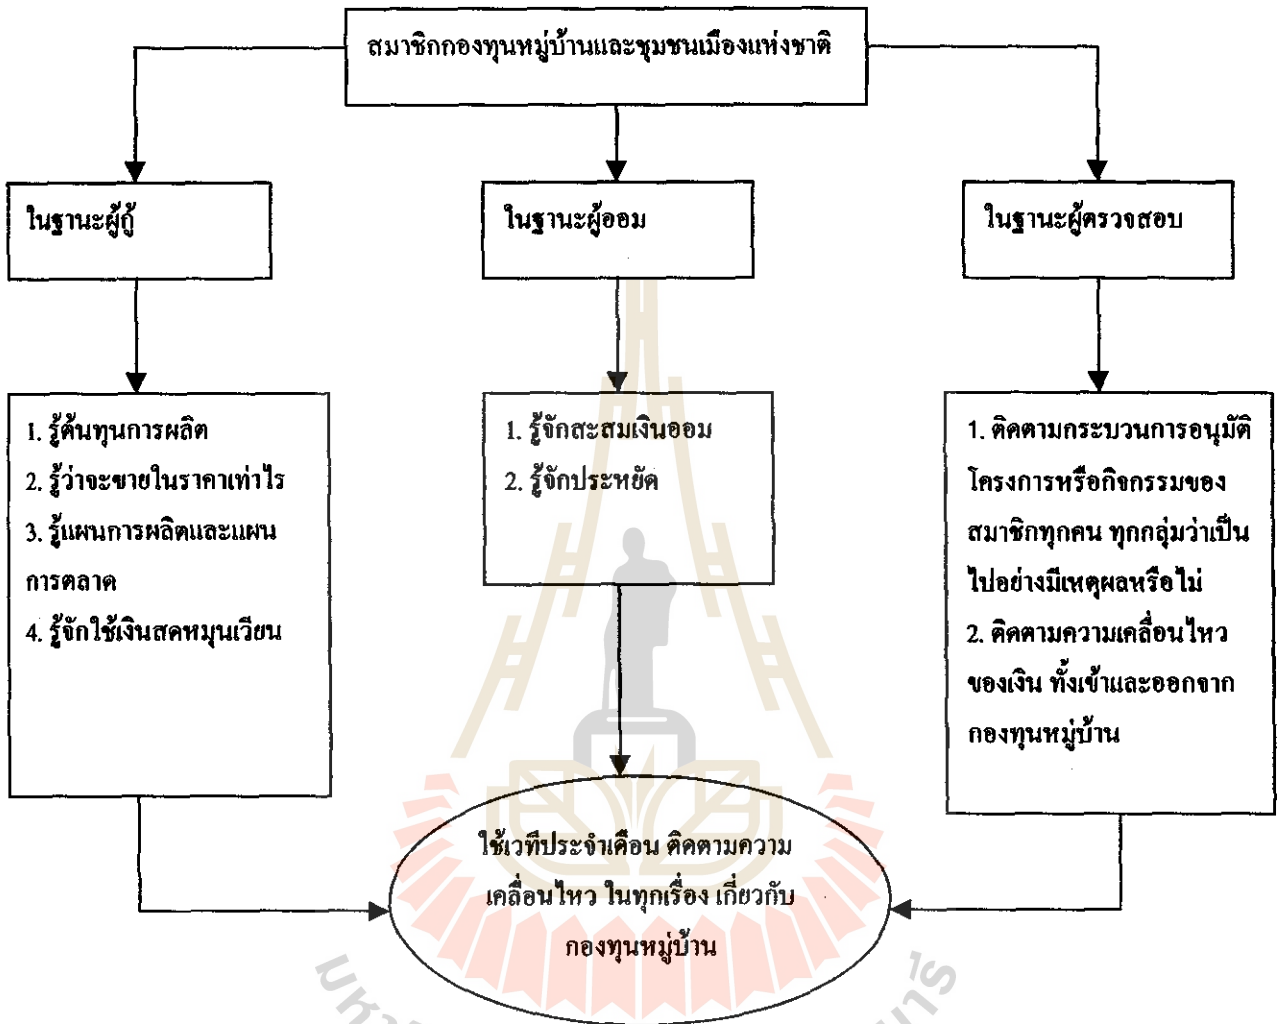 สมาชิกกองทุนหมู่บ้านและชุมชนเมืองแห่งชาติ
ในฐานะผู้กู้
ในฐานะผู้ออม
ในฐานะผู้ตรวจสอบ
1. รู้ต้นทุนการผลิต
2. รู้ว่าจะขายในราคาเท่าไร
3. รู้แผนการผลิตและแผน
การตลาด
4. รู้จักใช้เงินสดหมุนเวียน
1. รู้จักสะสมเงินออม
2. รู้จักประหยัด
1. ติดตามกระบวนการอนุมัติ
โครงการหรือกิจกรรมของ
สมาชิกทุกคน ทุกกลุ่มว่าเป็น
ไปอย่างมีเหตุผลหรือไม่
2. ติดตามความเคลื่อนไหว
ของเงิน ทั้งเข้าและออกจาก
กองทุนหมู่บ้าน
ใช้เวทีประจำเดือน ติดตามความ
เคลื่อนไหว ในทุกเรื่อง เกี่ยวกับ
กองทุนหมู่บ้าน